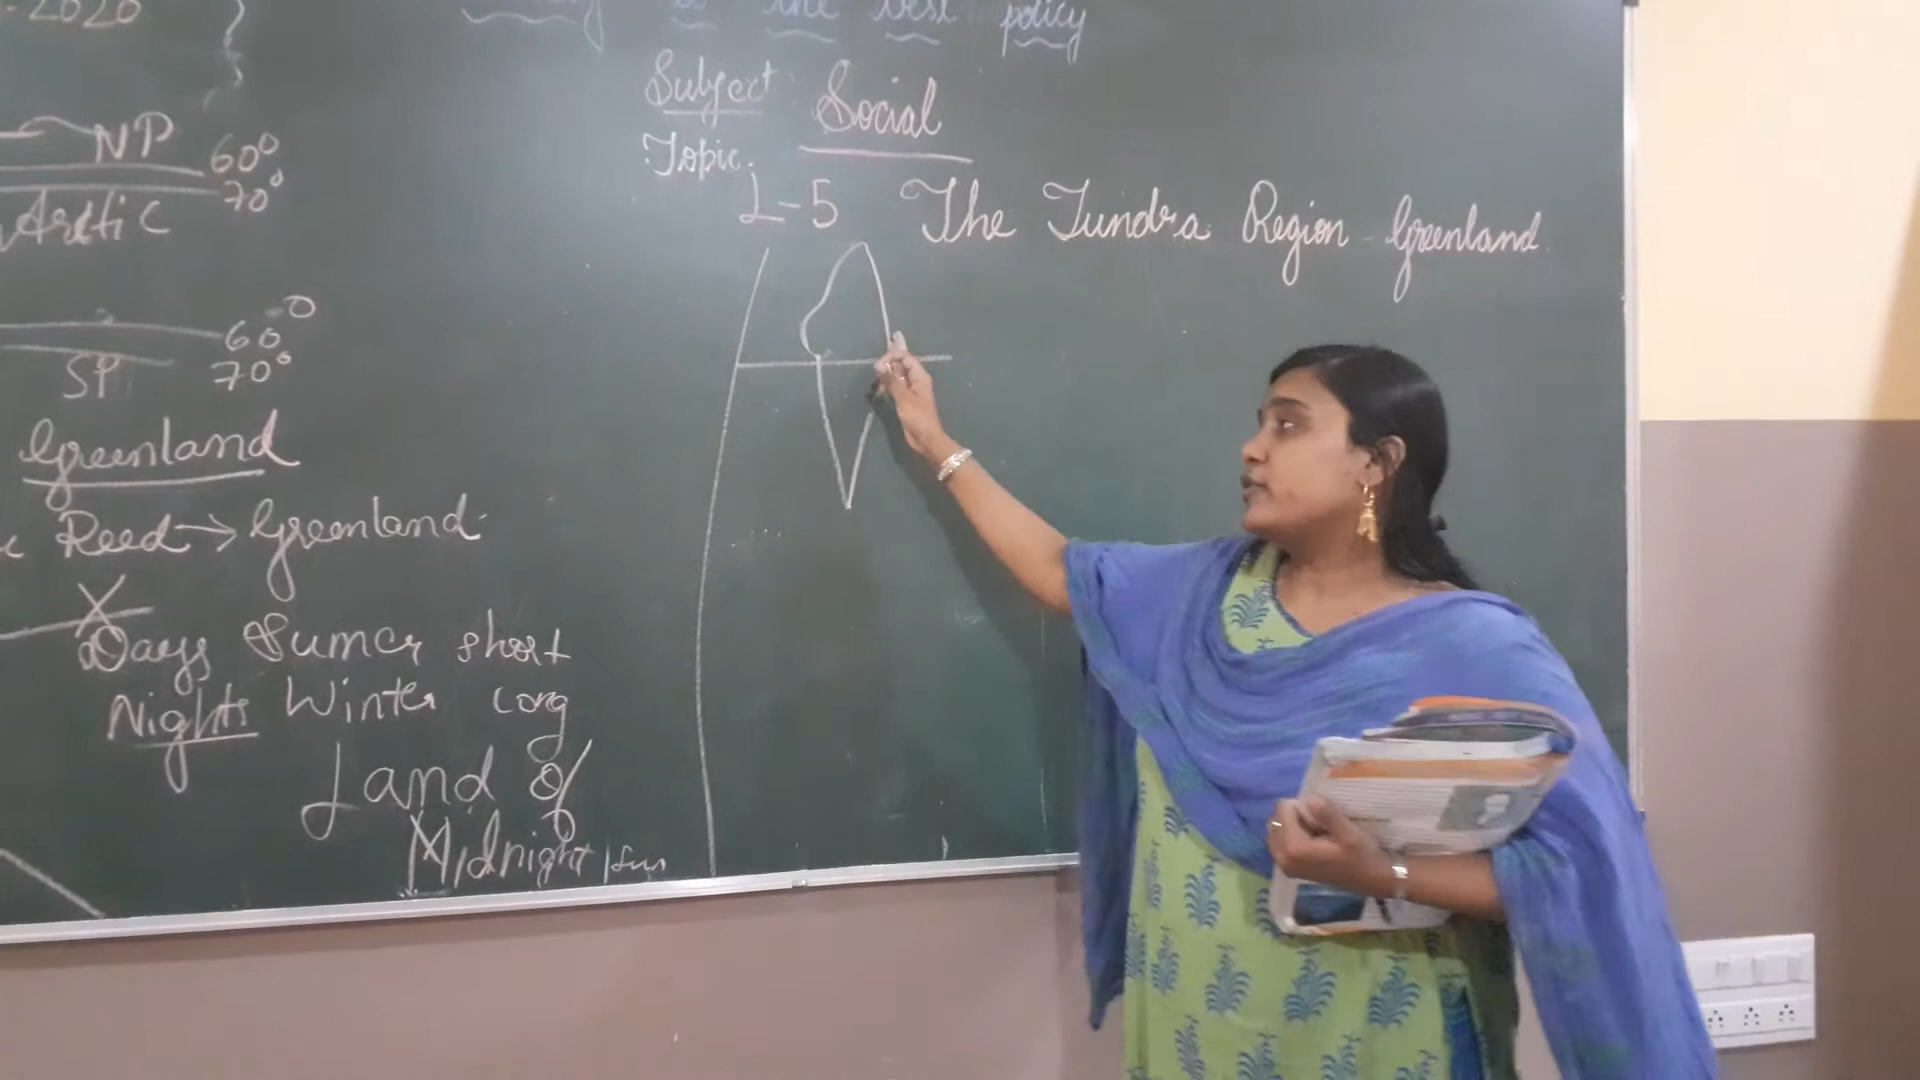 2020
is the best policy
Subject : Social
Topic :
L-5 The Tundra Region - Greenland
NP 60°
70°
Arctic
60°
SP 70°
Greenland
Reed → Greenland
X
Days Sumer short
Nights Winter long
Land of
Midnight sun